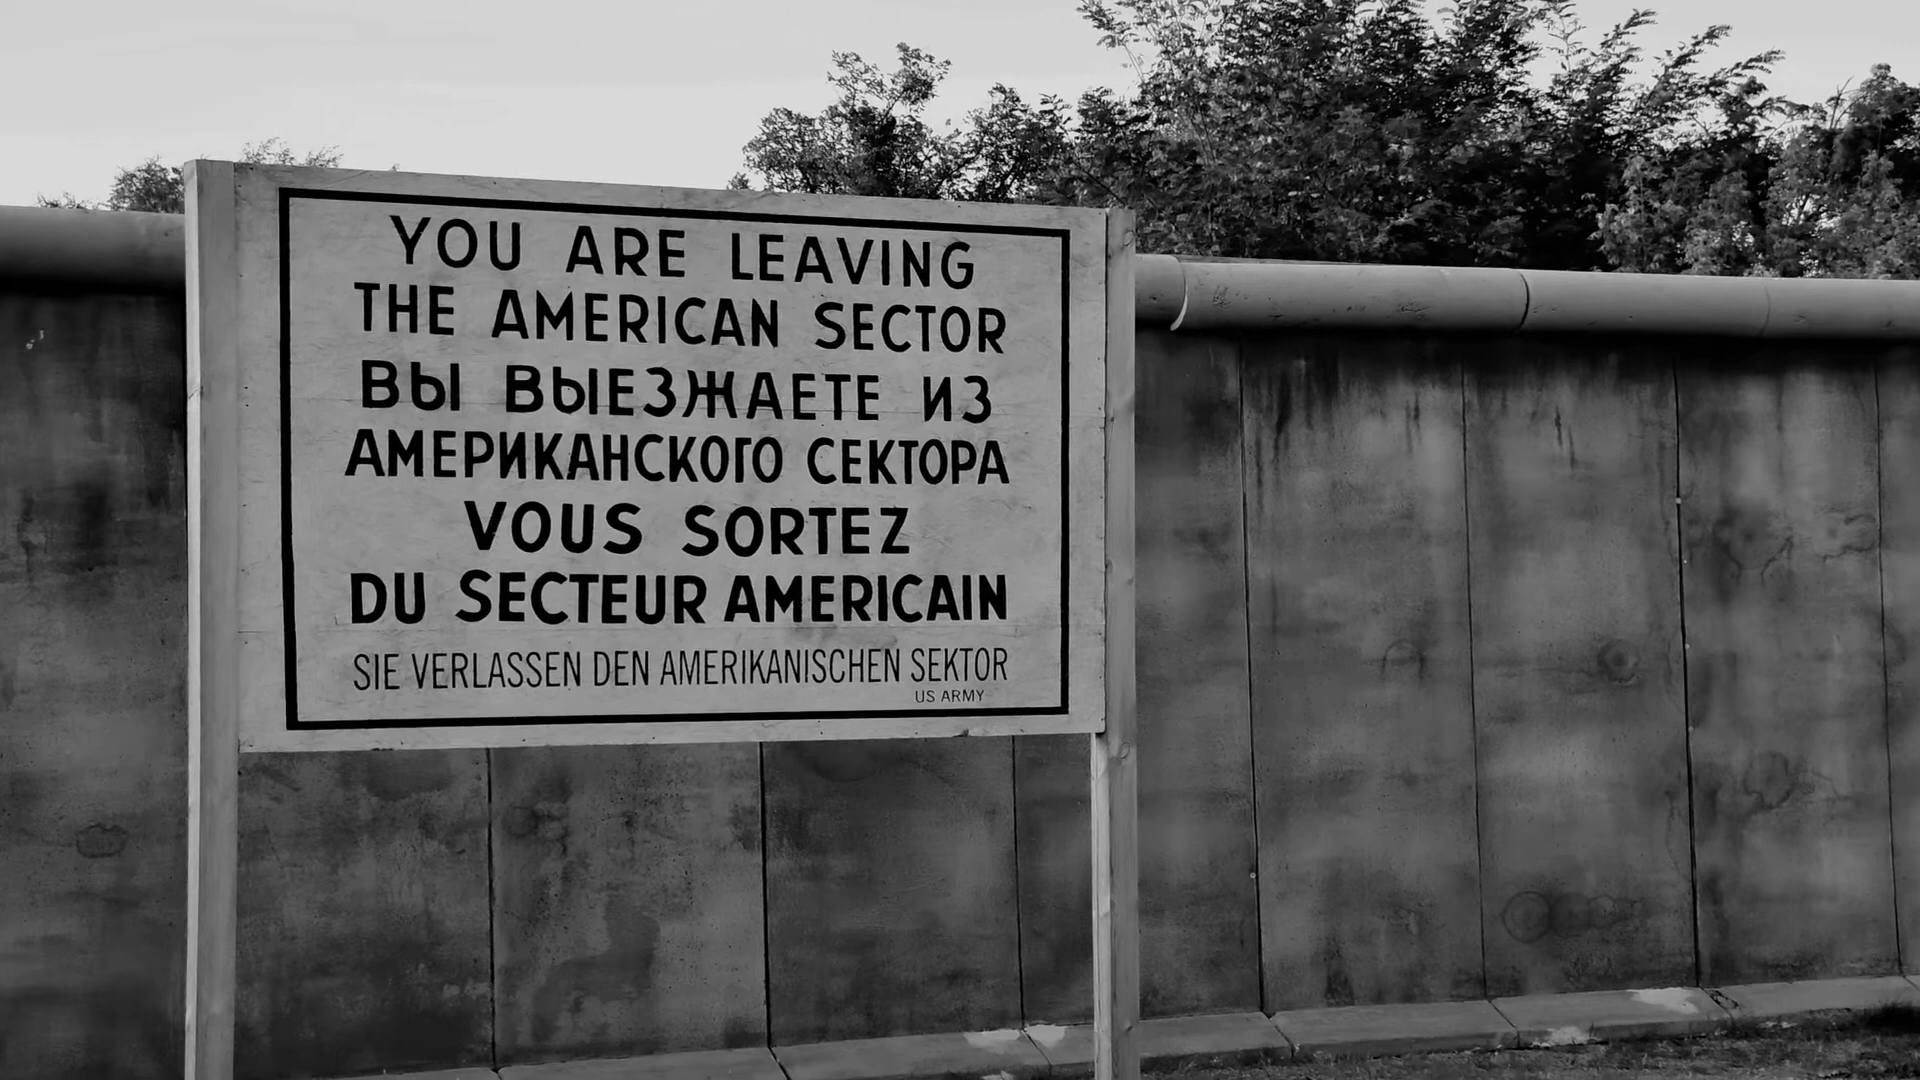 YOU ARE LEAVING
THE AMERICAN SECTOR
ВЫ ВЫЕЗЖАЕТЕ ИЗ
АМЕРИКАНСКОГО СЕКТОРА
VOUS SORTEZ
DU SECTEUR AMERICAIN
SIE VERLASSEN DEN AMERIKANISCHEN SEKTOR
US ARMY